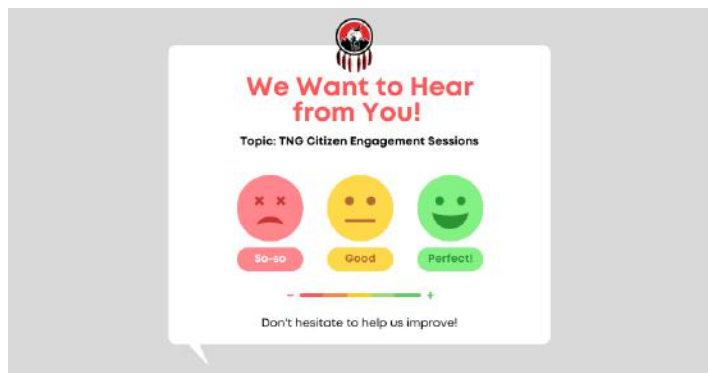 We Want to Hear
from You!
Topic: TNG Citizen Engagement Sessions
So-so
Good
Perfect!
- +
Don't hesitate to help us improve!